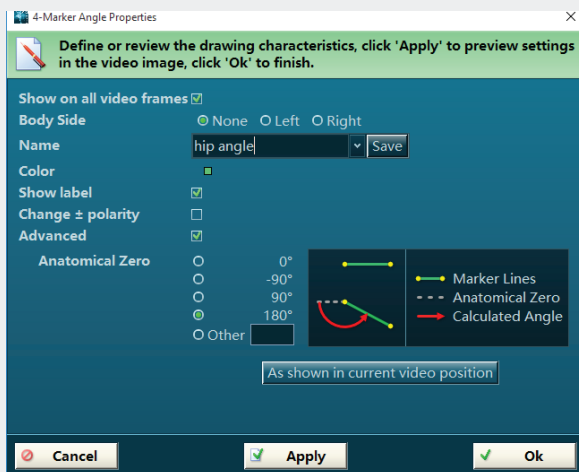 4-Marker Angle Properties
Define or review the drawing characteristics, click 'Apply' to preview settings
in the video image, click 'Ok' to finish.
Show on all video frames
Body Side None Left Right
Name hip angle Save
Color
Show label
Change ± polarity
Advanced
Anatomical Zero 0°
-90°
90°
180°
Other
Marker Lines
Anatomical Zero
Calculated Angle
As shown in current video position
Cancel Apply Ok